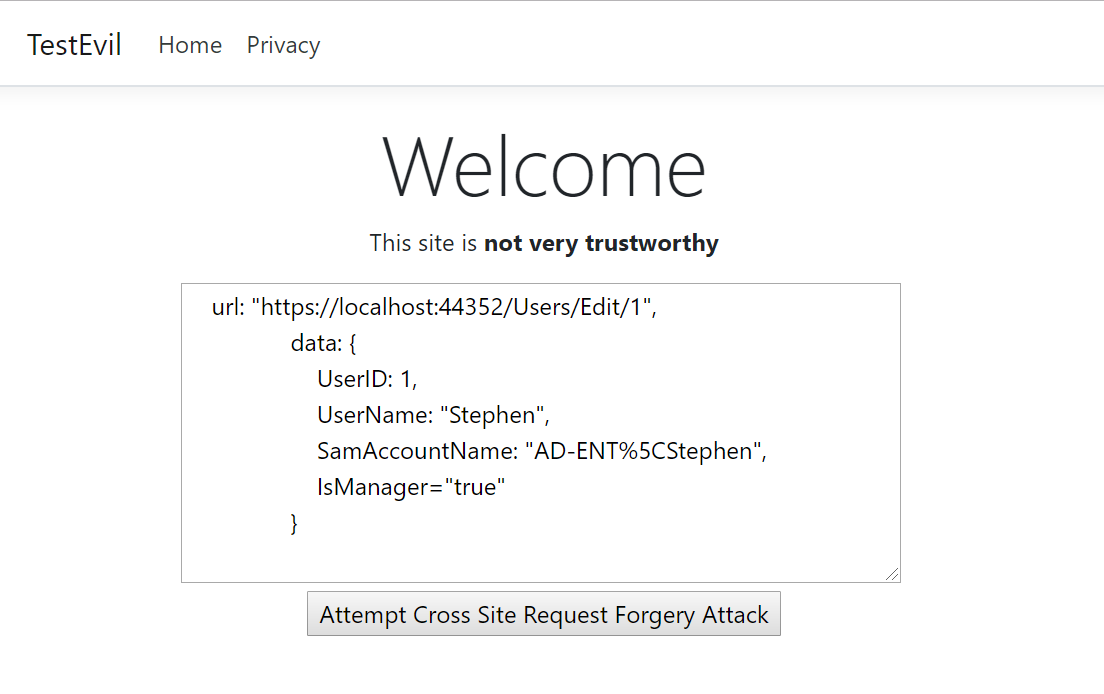 TestEvil Home Privacy
Welcome
This site is not very trustworthy
url: "https://localhost:44352/Users/Edit/1",
data: {
UserID: 1,
UserName: "Stephen",
SamAccountName: "AD-ENT%5CStephen",
IsManager="true"
}
Attempt Cross Site Request Forgery Attack